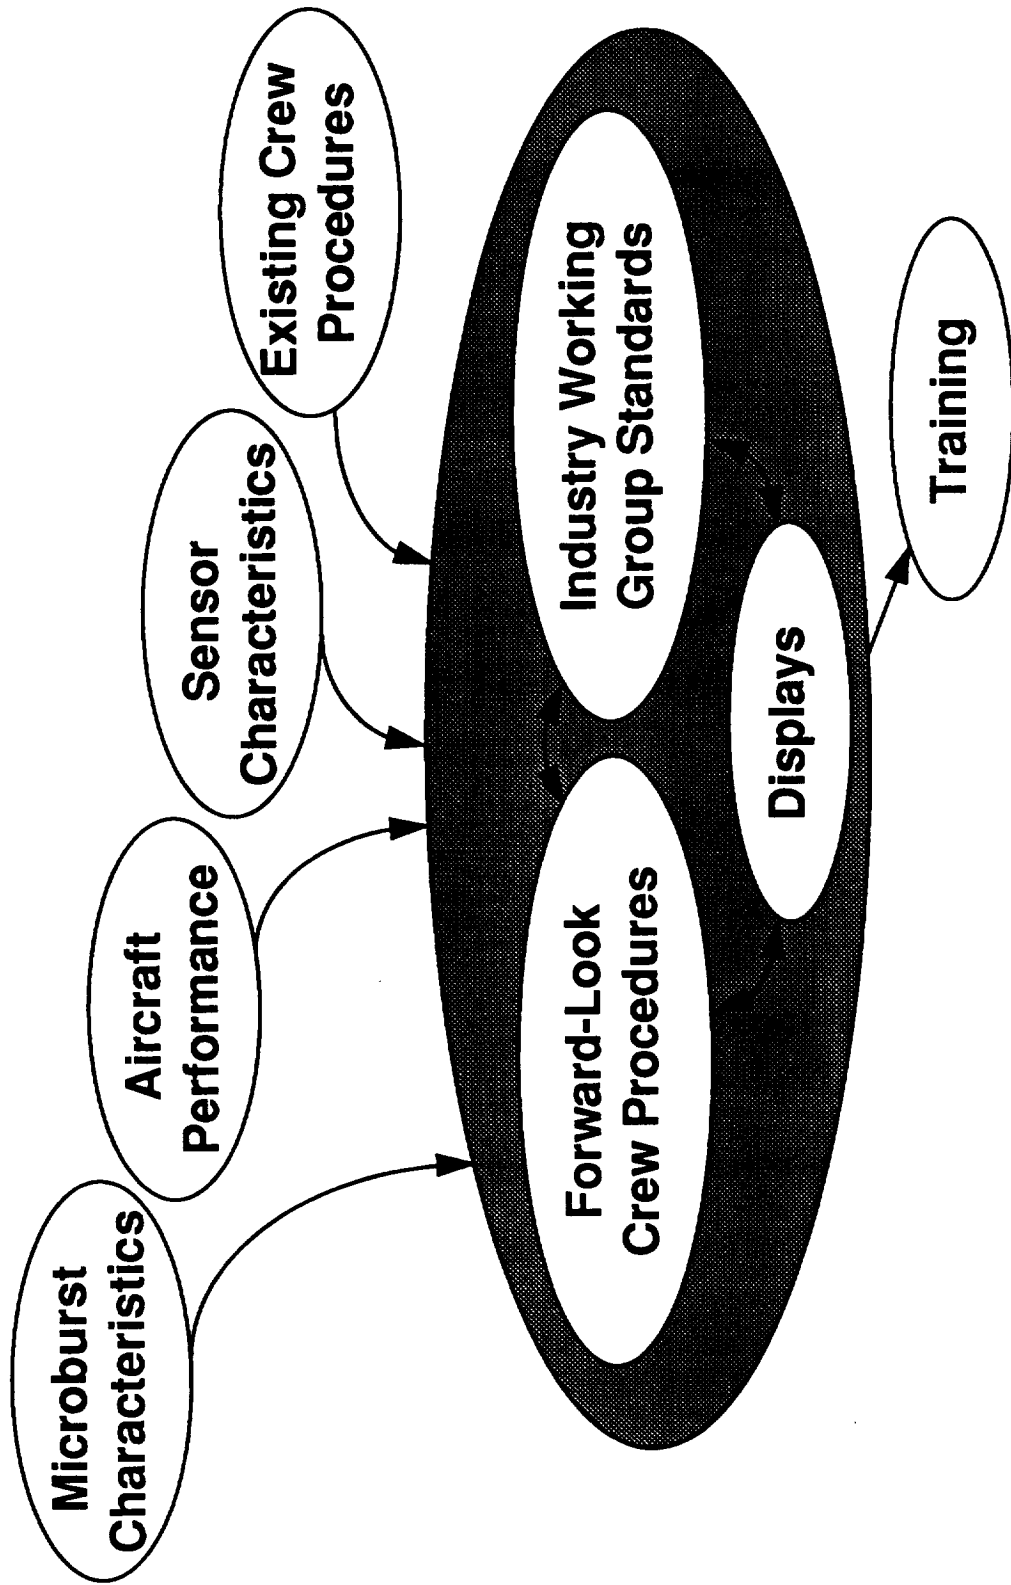 Microburst
Characteristics
Aircraft
Performance
Sensor
Characteristics
Existing Crew
Procedures
Forward-Look
Crew Procedures
Industry Working
Group Standards
Displays
Training